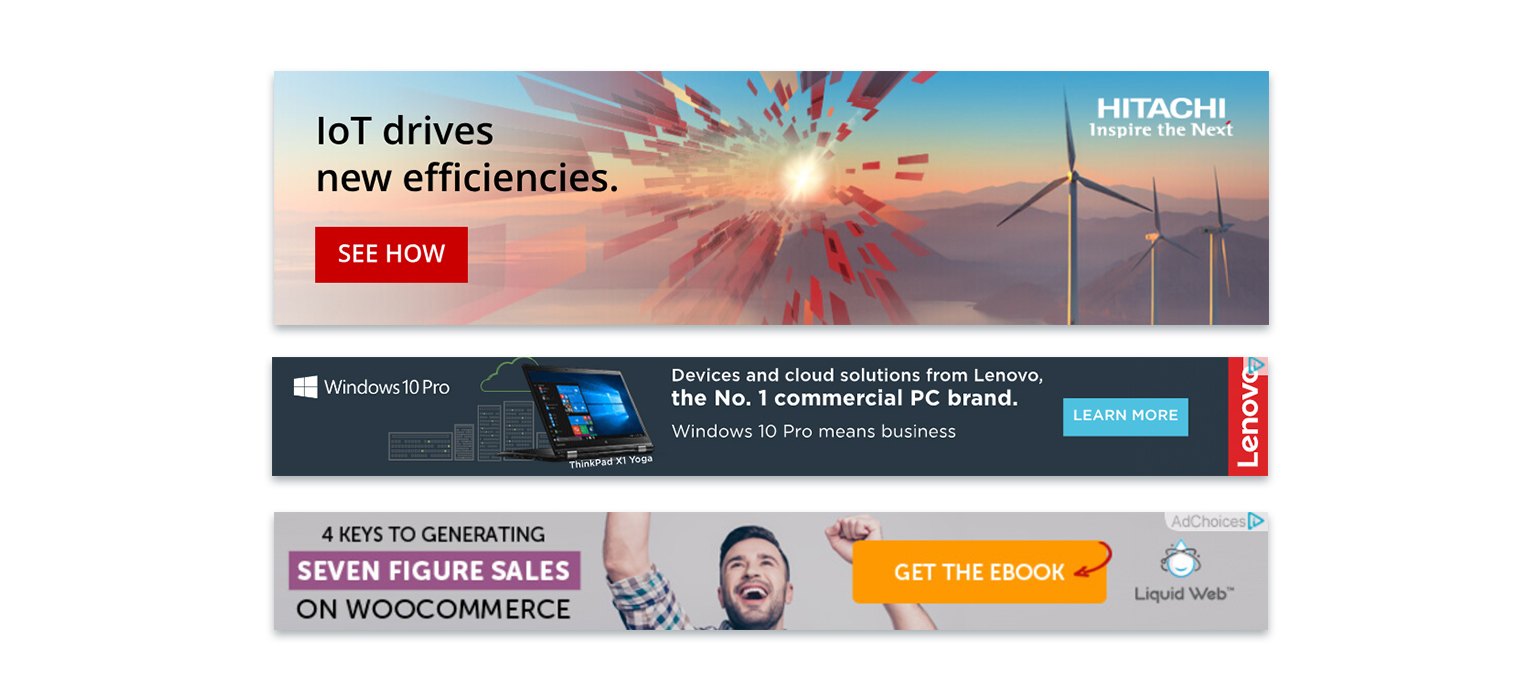 IoT drives
new efficiencies.
SEE HOW
HITACHI
Inspire the Next
Windows 10 Pro
ThinkPad X1 Yoga
Devices and cloud solutions from Lenovo,
the No. 1 commercial PC brand.
Windows 10 Pro means business
LEARN MORE
Lenovo
4 KEYS TO GENERATING
SEVEN FIGURE SALES
ON WOOCOMMERCE
GET THE EBOOK
AdChoices
Liquid Web™